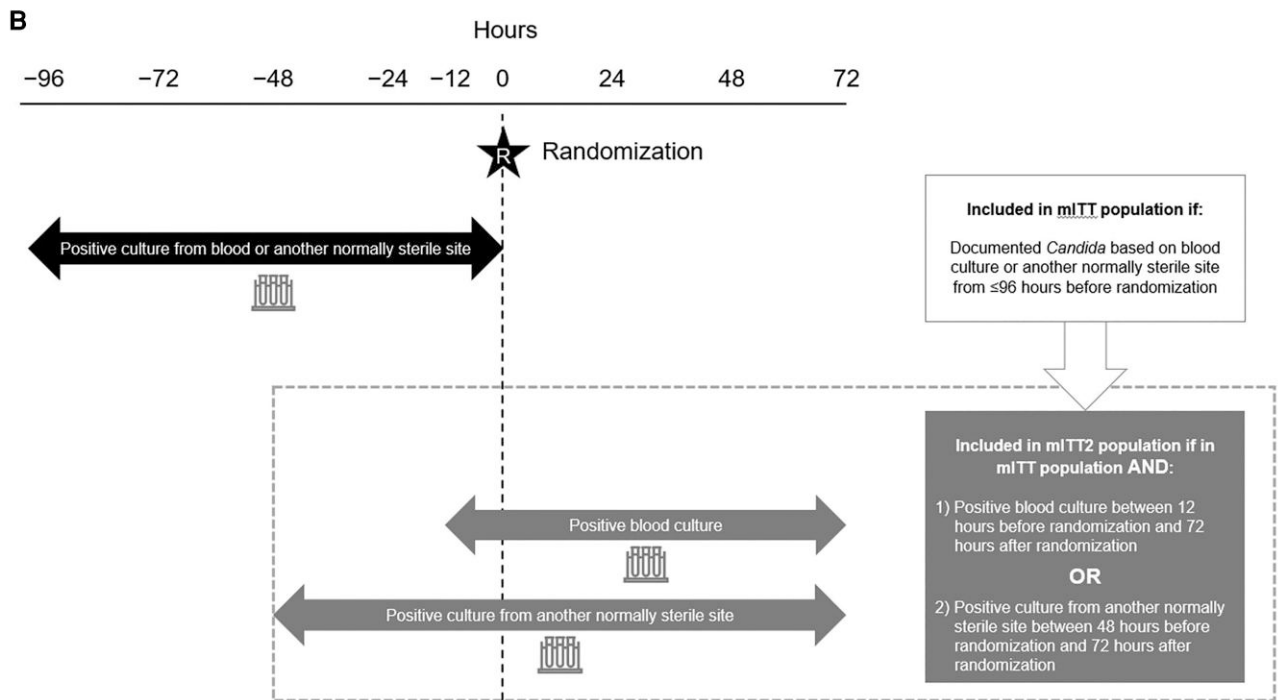 B
Hours
−96 −72 −48 −24 −12 0 24 48 72
R
Randomization
Positive culture from blood or another normally sterile site
Included in mITT population if:
Documented Candida based on blood
culture or another normally sterile site
from ≤96 hours before randomization
Included in mITT2 population if in
mITT population AND:
1) Positive blood culture between 12
hours before randomization and 72
hours after randomization
OR
2) Positive culture from another normally
sterile site between 48 hours before
randomization and 72 hours after
randomization
Positive blood culture
Positive culture from another normally sterile site